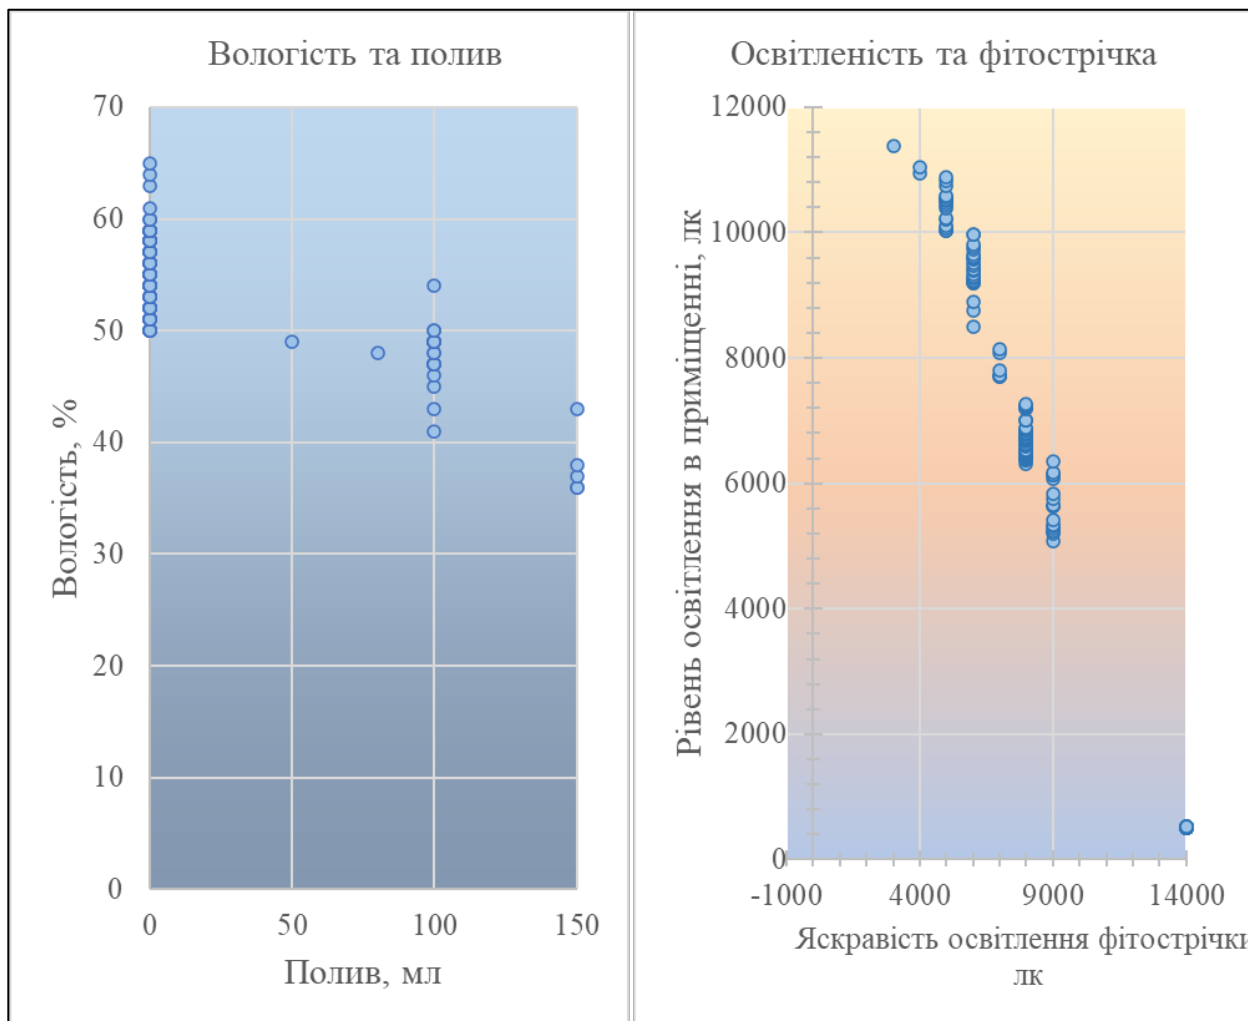 Вологість та полив
70
60
50
40
30
20
10
0
Вологість, %
0 50 100 150
Полив, мл
Освітленість та фітострічка
12000
10000
8000
6000
4000
2000
0
Рівень освітлення в приміщенні, лк
-1000 4000 9000 14000
Яскравість освітлення фітострічки
лк